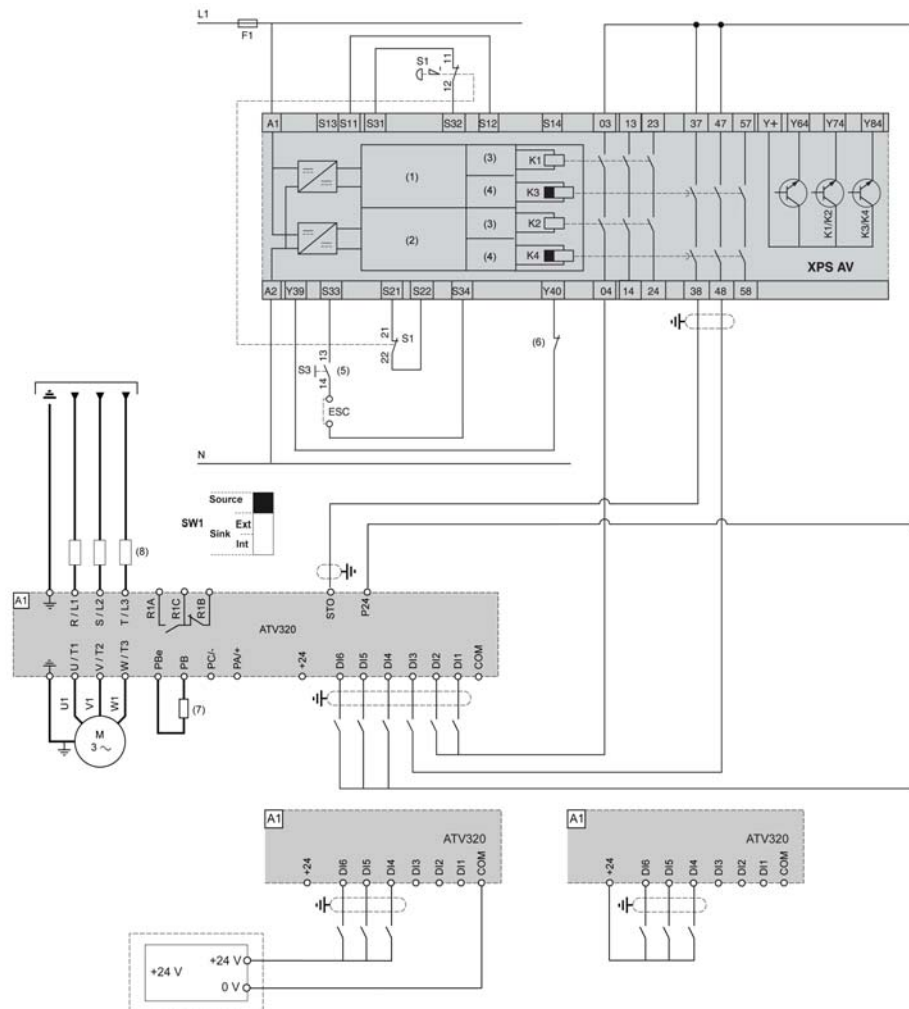 L1
F1
S1
11
12
A1 S13 S11 S31 S32 S12 S14 03 13 23 37 47 57 Y+ Y64 Y74 Y84
(1)
(3)
K1
(4)
K3
(2)
(3)
K2
(4)
K4
K1/K2
K3/K4
XPS AV
A2 Y39 S33 S21 S22 S34 Y40 04 14 24 38 48 58
21
22
S1
(6)
13
14
S3
(5)
ESC
N
Source
SW1
Sink
Ext
Int
(8)
A1
R / L1
S / L2
T / L3
R1A
R1C
R1B
STO
P24
ATV320
U / T1
V / T2
W / T3
PBe
PB
PC/-
PA/+
+24
DI6
DI5
DI4
DI3
DI2
DI1
COM
U1
V1
W1
(7)
M
3 ~
A1
ATV320
+24
DI6
DI5
DI4
DI3
DI2
DI1
COM
+24 V
+24 V
0 V
A1
ATV320
+24
DI6
DI5
DI4
DI3
DI2
DI1
COM